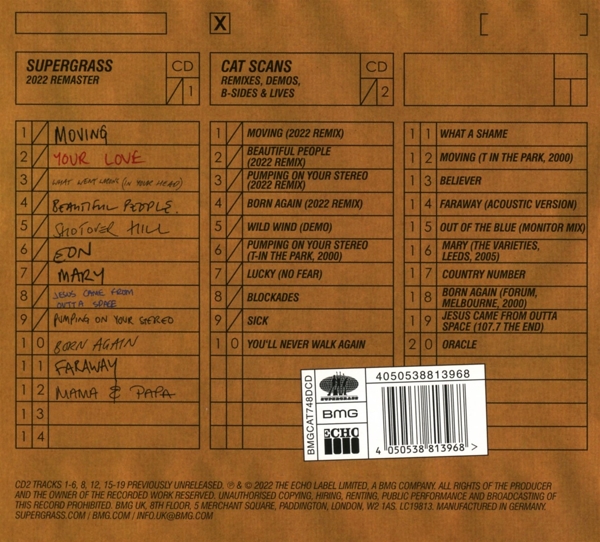 X
SUPERGRASS
2022 REMASTER
CD
1
1 MOVING
2 YOUR LOVE
3 WHAT WENT WRONG (IN YOUR HEAD)
4 BEAUTIFUL PEOPLE.
5 SHOTOVER HILL
6 EON
7 MARY
8 JESUS CAME FROM
OUTTA SPACE
9 PUMPING ON YOUR STEREO
10 BORN AGAIN
11 FARAWAY
12 MAMA & PAPA
13
14
CAT SCANS
REMIXES, DEMOS,
B-SIDES & LIVES
CD
2
1 MOVING (2022 REMIX)
2 BEAUTIFUL PEOPLE
(2022 REMIX)
3 PUMPING ON YOUR STEREO
(2022 REMIX)
4 BORN AGAIN (2022 REMIX)
5 WILD WIND (DEMO)
6 PUMPING ON YOUR STEREO
(T-IN THE PARK, 2000)
7 LUCKY (NO FEAR)
8 BLOCKADES
9 SICK
10 YOU'LL NEVER WALK AGAIN
11 WHAT A SHAME
12 MOVING (T IN THE PARK, 2000)
13 BELIEVER
14 FARAWAY (ACOUSTIC VERSION)
15 OUT OF THE BLUE (MONITOR MIX)
16 MARY (THE VARIETIES,
LEEDS, 2005)
17 COUNTRY NUMBER
18 BORN AGAIN (FORUM,
MELBOURNE, 2000)
19 JESUS CAME FROM OUTTA
SPACE (107.7 THE END)
20 ORACLE
BMGCAT748DCD
SUPERGRASS
BMG
ECHO
4050538813968
4 050538 813968
CD2 TRACKS 1-6, 8, 12, 15-19 PREVIOUSLY UNRELEASED. ℗ & © 2022 THE ECHO LABEL LIMITED, A BMG COMPANY. ALL RIGHTS OF THE PRODUCER
AND THE OWNER OF THE RECORDED WORK RESERVED. UNAUTHORISED COPYING, HIRING, RENTING, PUBLIC PERFORMANCE AND BROADCASTING OF
THIS RECORD PROHIBITED. BMG UK, 8TH FLOOR, 5 MERCHANT SQUARE, PADDINGTON, LONDON, W2 1AS. LC19813. MANUFACTURED IN GERMANY.
SUPERGRASS.COM / BMG.COM / INFO.UK@BMG.COM